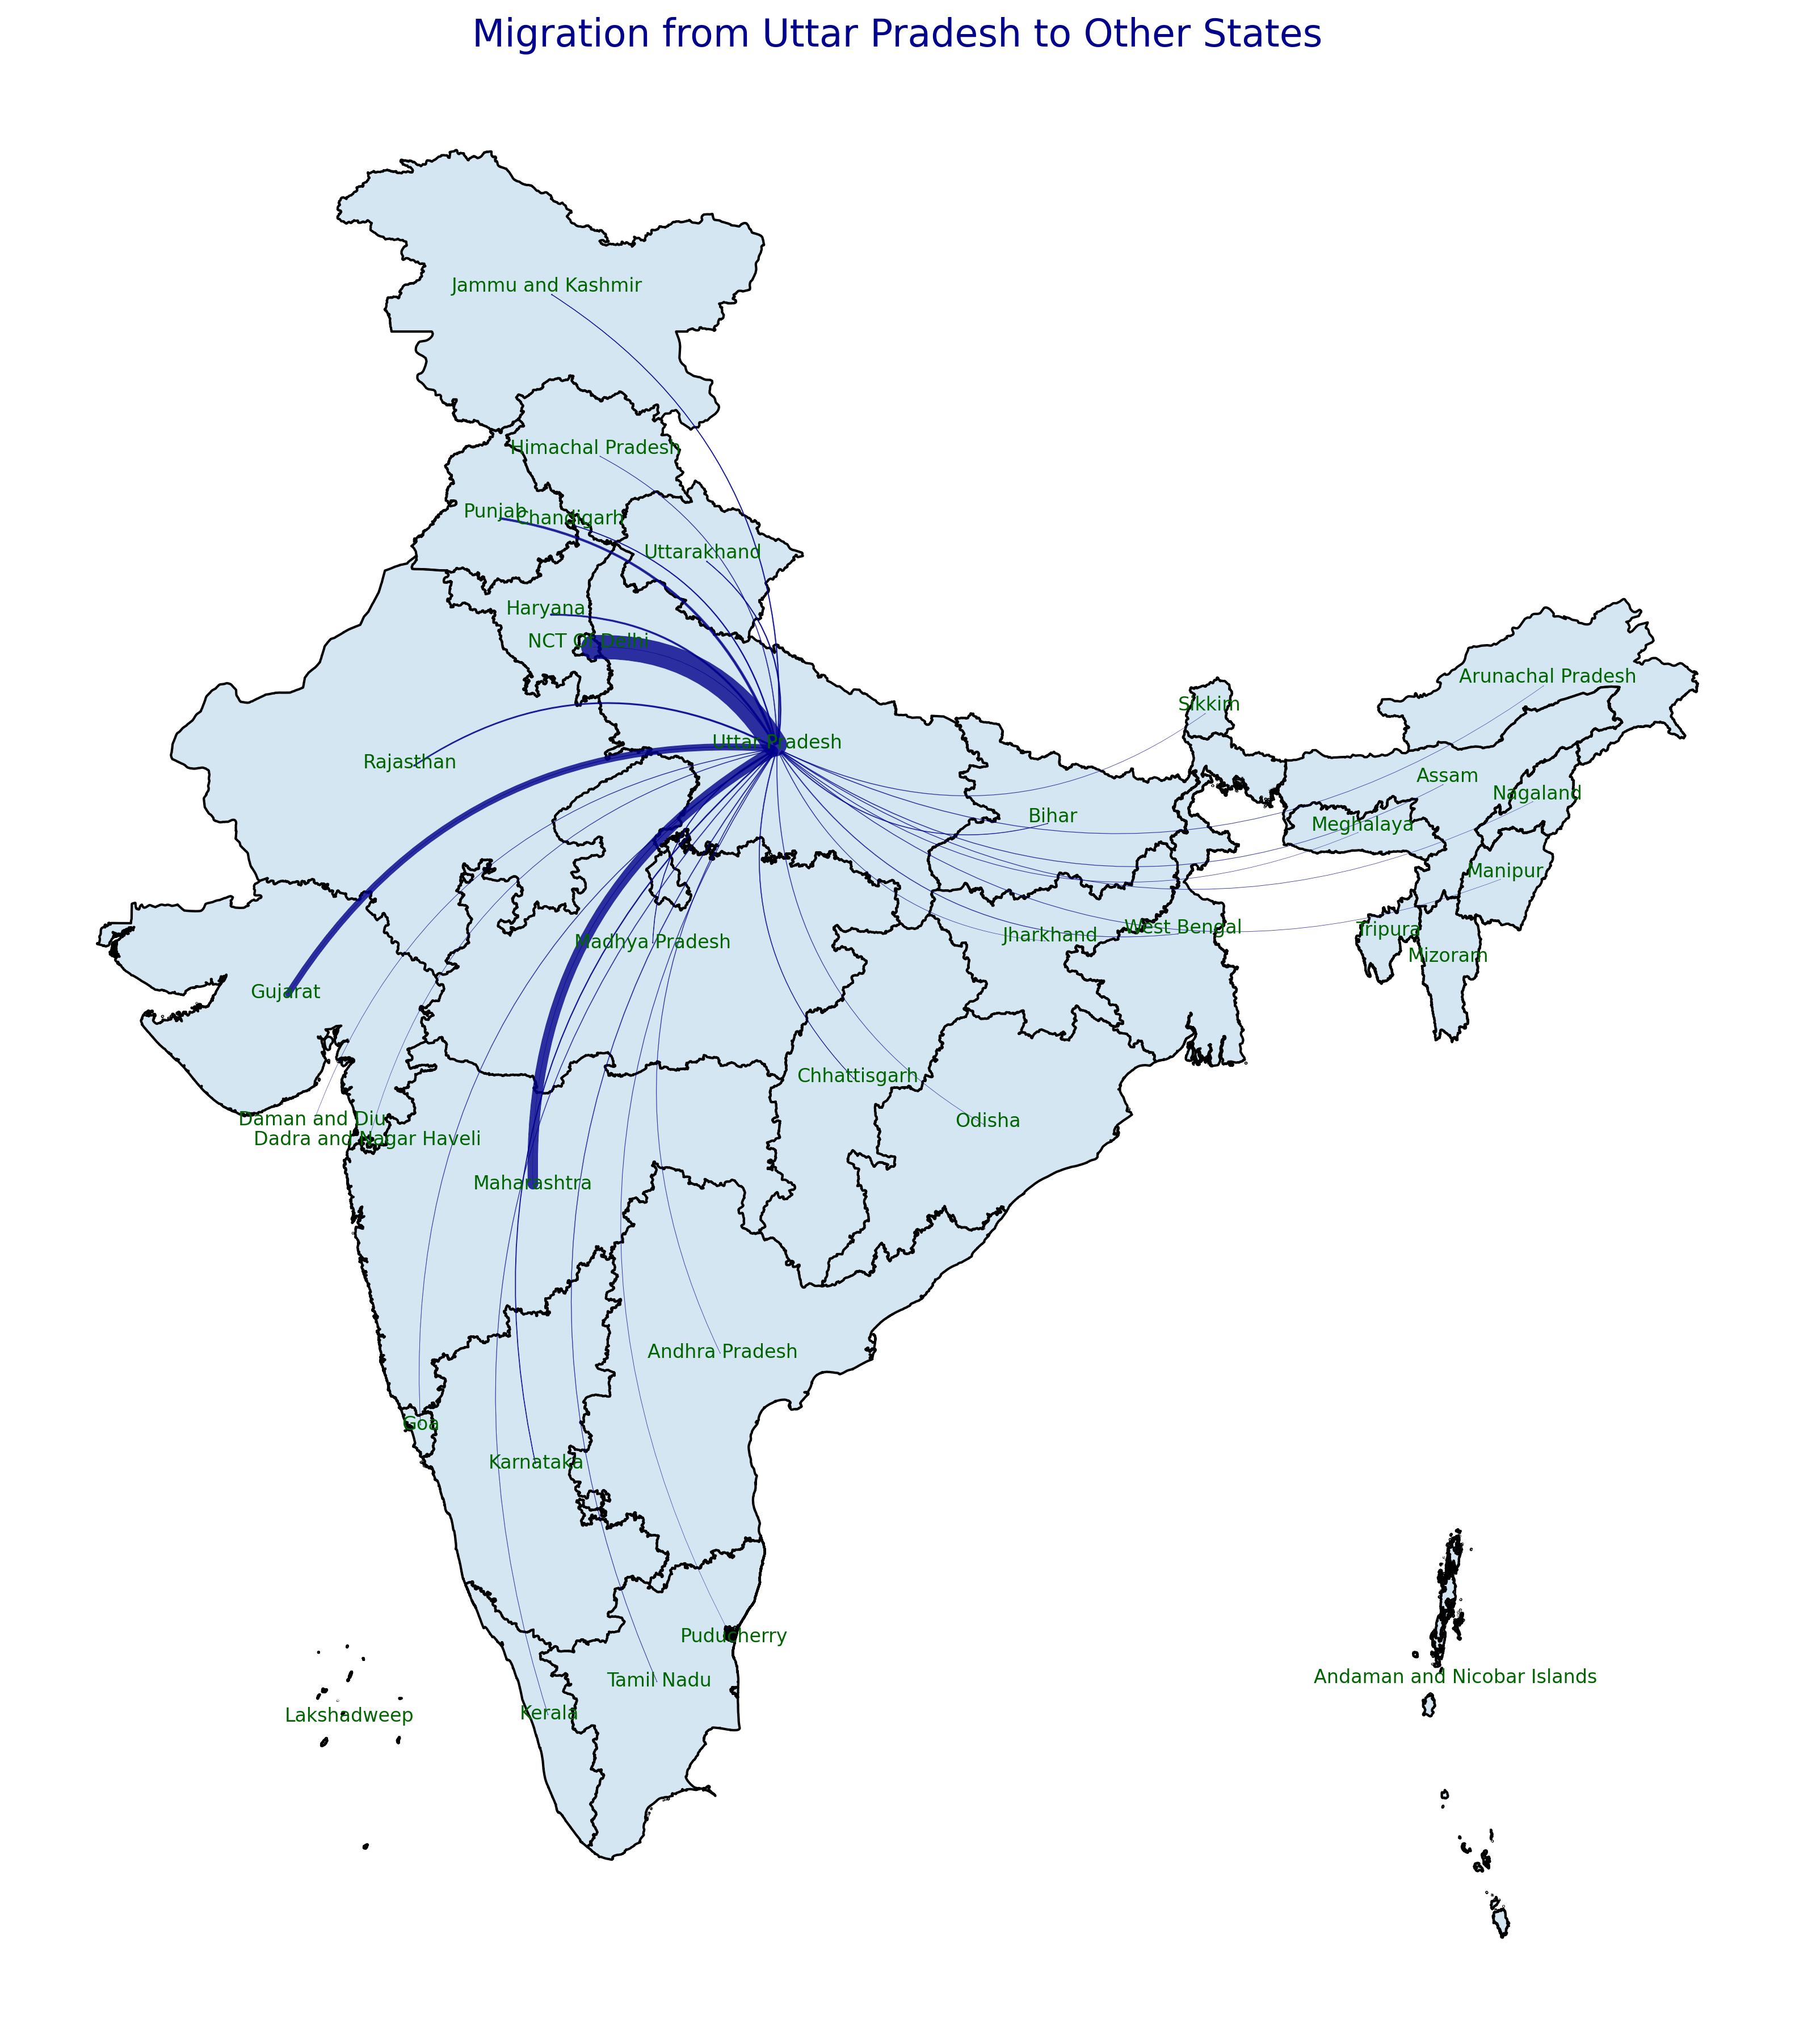 Migration from Uttar Pradesh to Other States
Jammu and Kashmir
Himachal Pradesh
Punjab
Chandigarh
Uttarakhand
Haryana
NCT Of Delhi
Arunachal Pradesh
Sikkim
Uttar Pradesh
Rajasthan
Assam
Nagaland
Bihar
Meghalaya
Manipur
West Bengal
Tripura
Jharkhand
Madhya Pradesh
Mizoram
Gujarat
Chhattisgarh
Daman and Diu
Odisha
Dadra and Nagar Haveli
Maharashtra
Andhra Pradesh
Goa
Karnataka
Puducherry
Andaman and Nicobar Islands
Tamil Nadu
Kerala
Lakshadweep